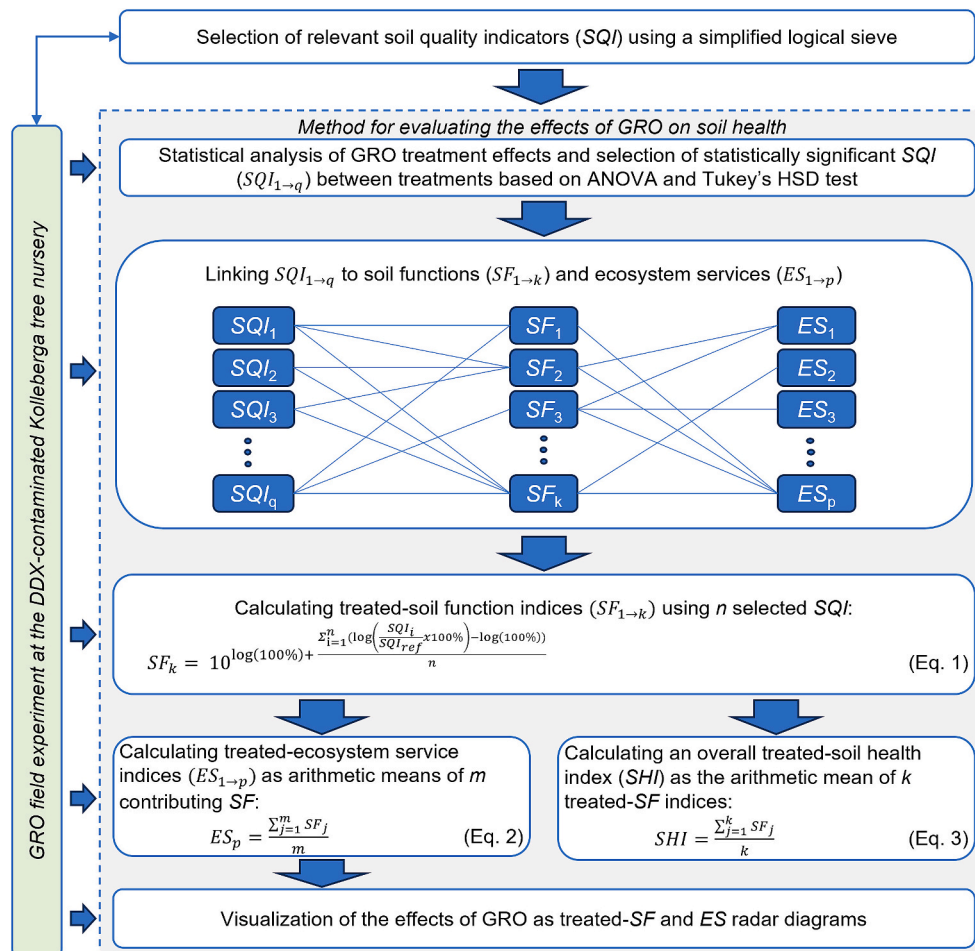 Selection of relevant soil quality indicators (SQI) using a simplified logical sieve
GRO field experiment at the DDX-contaminated Kolleberga tree nursery
Method for evaluating the effects of GRO on soil health
Statistical analysis of GRO treatment effects and selection of statistically significant SQI
(SQI₁→q) between treatments based on ANOVA and Tukey’s HSD test
Linking SQI₁→q to soil functions (SF₁→k) and ecosystem services (ES₁→p)
SQI₁ SF₁ ES₁
SQI₂ SF₂ ES₂
SQI₃ SF₃ ES₃
SQIq SFk ESp
Calculating treated-soil function indices (SF₁→k) using n selected SQI:
SFk = 10^(log(100%)+ Σⁿi=1(log(SQIi/SQIref x100%)−log(100%))/n) (Eq. 1)
Calculating treated-ecosystem service
indices (ES₁→p) as arithmetic means of m
contributing SF:
ESp = Σᵐj=1 SFj / m (Eq. 2)
Calculating an overall treated-soil health
index (SHI) as the arithmetic mean of k
treated-SF indices:
SHI = Σᵏj=1 SFj / k (Eq. 3)
Visualization of the effects of GRO as treated-SF and ES radar diagrams